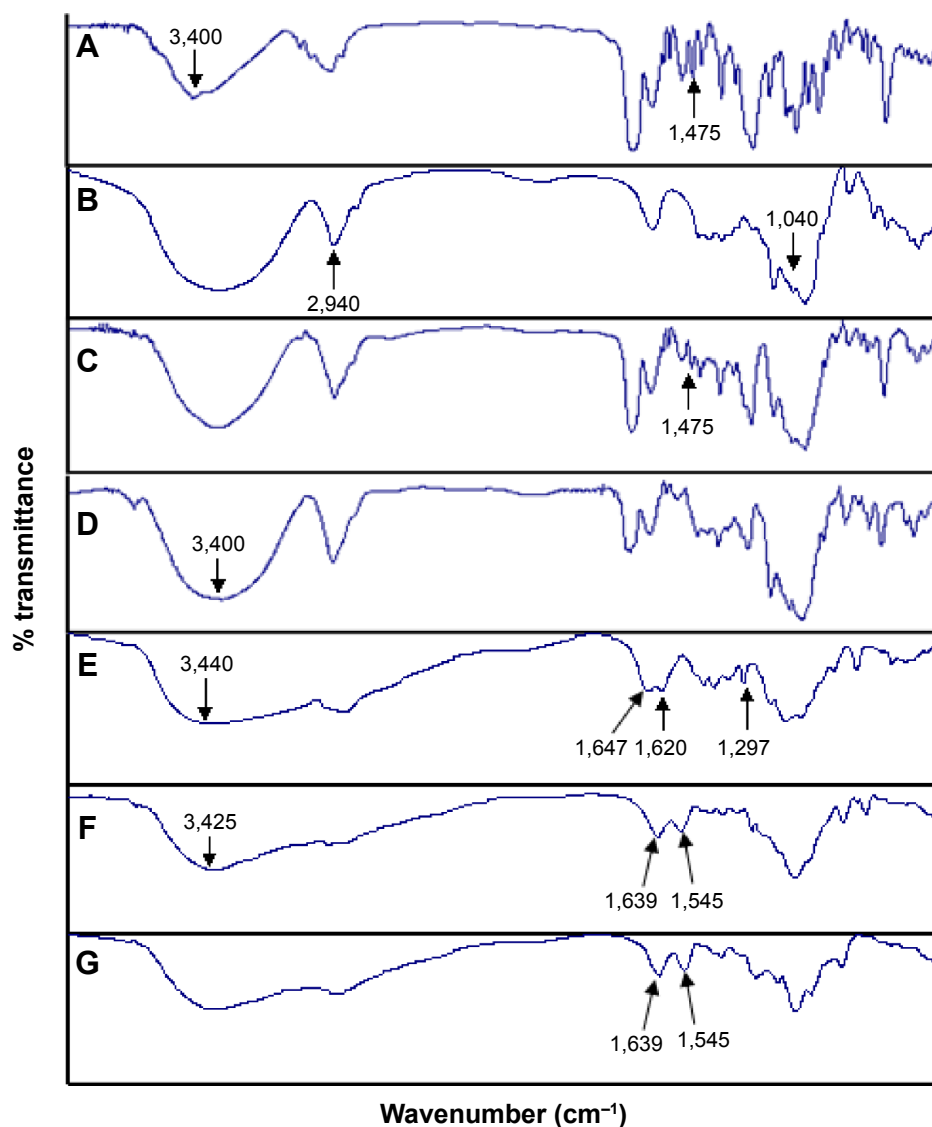 A
3,400
1,475
B
2,940
1,040
C
1,475
D
3,400
E
3,440
1,647 1,620 1,297
F
3,425
1,639 1,545
G
1,639 1,545
% transmittance
Wavenumber (cm⁻¹)